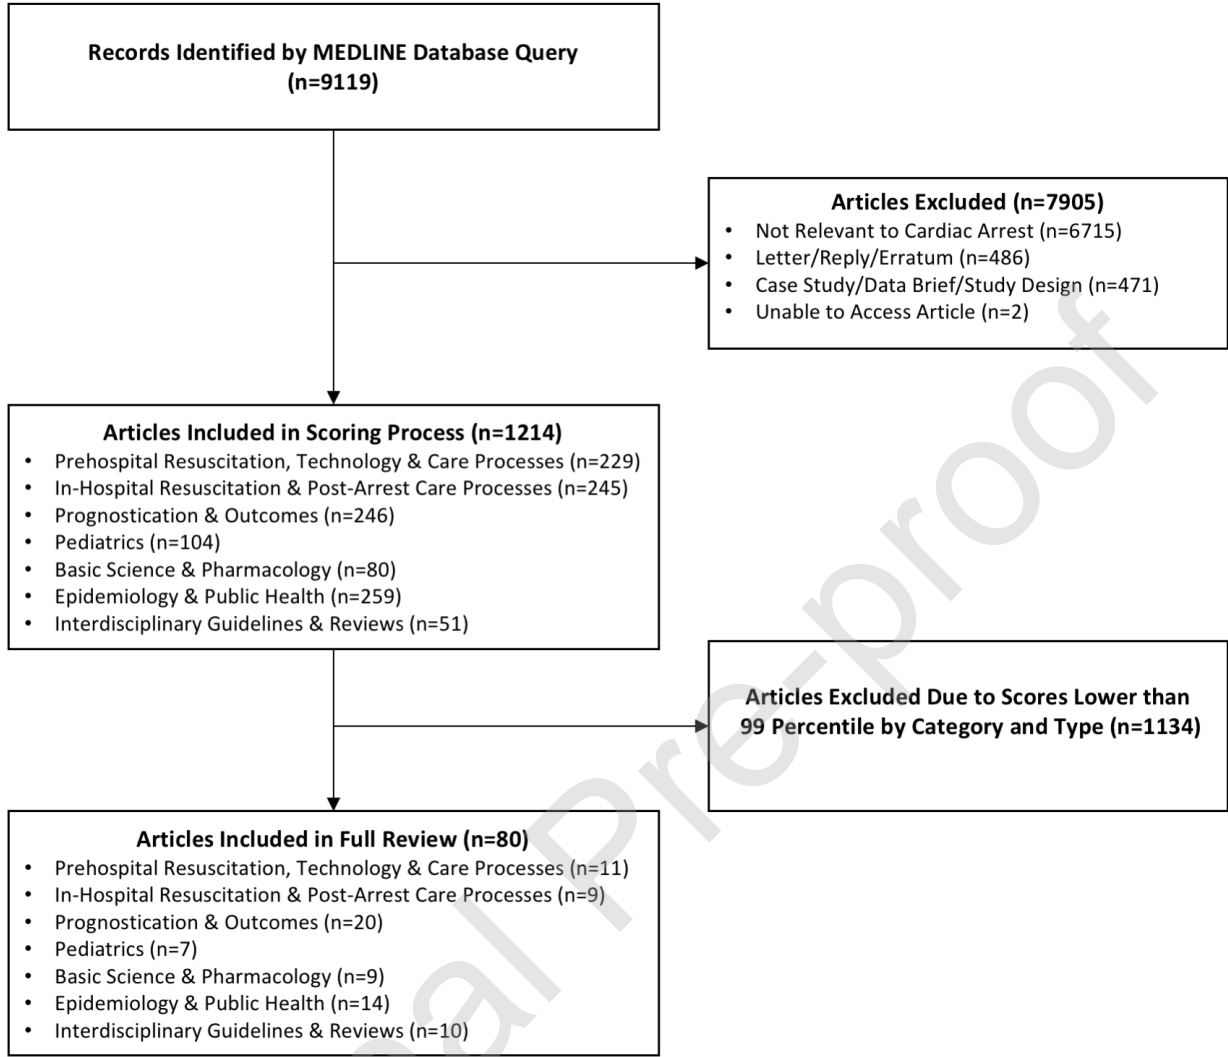 Records Identified by MEDLINE Database Query
(n=9119)
Articles Excluded (n=7905)
• Not Relevant to Cardiac Arrest (n=6715)
• Letter/Reply/Erratum (n=486)
• Case Study/Data Brief/Study Design (n=471)
• Unable to Access Article (n=2)
Articles Included in Scoring Process (n=1214)
• Prehospital Resuscitation, Technology & Care Processes (n=229)
• In-Hospital Resuscitation & Post-Arrest Care Processes (n=245)
• Prognostication & Outcomes (n=246)
• Pediatrics (n=104)
• Basic Science & Pharmacology (n=80)
• Epidemiology & Public Health (n=259)
• Interdisciplinary Guidelines & Reviews (n=51)
Articles Excluded Due to Scores Lower than
99 Percentile by Category and Type (n=1134)
Articles Included in Full Review (n=80)
• Prehospital Resuscitation, Technology & Care Processes (n=11)
• In-Hospital Resuscitation & Post-Arrest Care Processes (n=9)
• Prognostication & Outcomes (n=20)
• Pediatrics (n=7)
• Basic Science & Pharmacology (n=9)
• Epidemiology & Public Health (n=14)
• Interdisciplinary Guidelines & Reviews (n=10)
Pre-proof